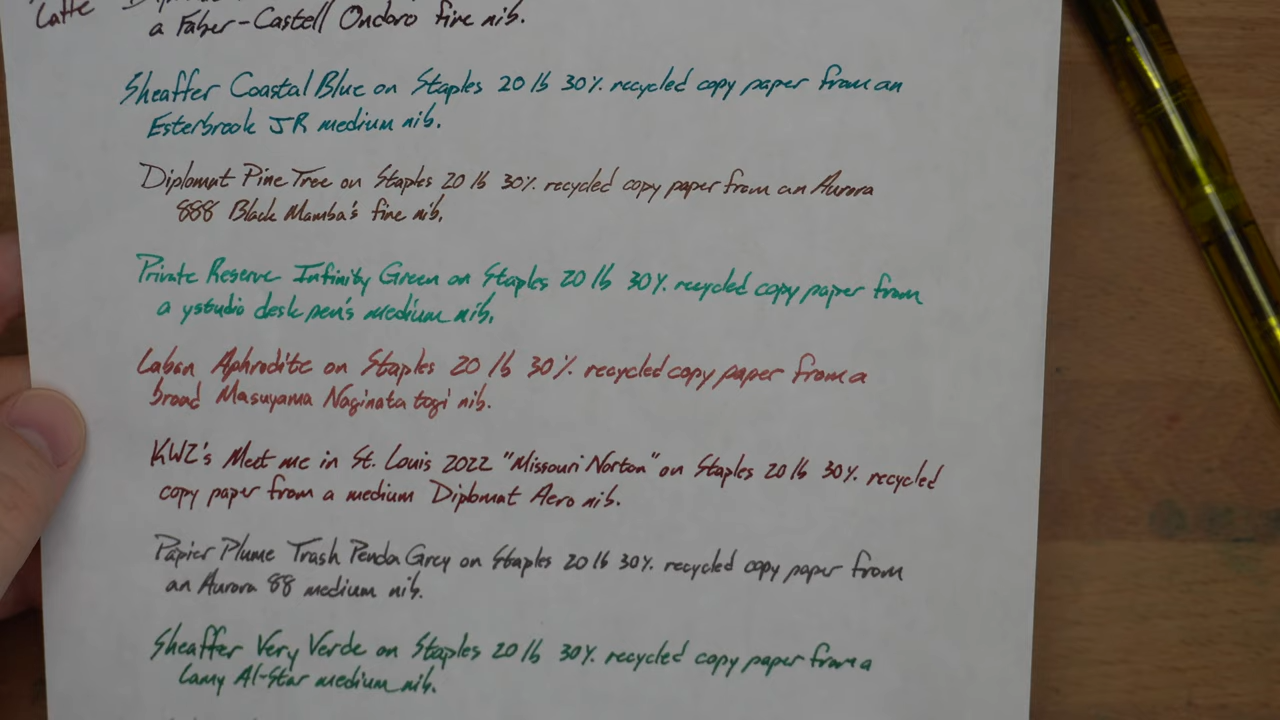 Latte
a Faber-Castell Ondoro fine nib.
Sheaffer Coastal Blue on Staples 20 lb 30% recycled copy paper from an
Esterbrook JR medium nib.
Diplomat Pine Tree on Staples 20 lb 30% recycled copy paper from an Aurora
888 Black Mamba's fine nib.
Private Reserve Infinity Green on Staples 20 lb 30% recycled copy paper from
a ystudio desk pen's medium nib.
Laban Aphrodite on Staples 20 lb 30% recycled copy paper from a
broad Masuyama Naginata togi nib.
KWZ's Meet me in St. Louis 2022 "Missouri Norton" on Staples 20 lb 30% recycled
copy paper from a medium Diplomat Aero nib.
Papier Plume Trash Panda Grey on Staples 20 lb 30% recycled copy paper from
an Aurora 88 medium nib.
Sheaffer Very Verde on Staples 20 lb 30% recycled copy paper from a
Lamy Al-Star medium nib.